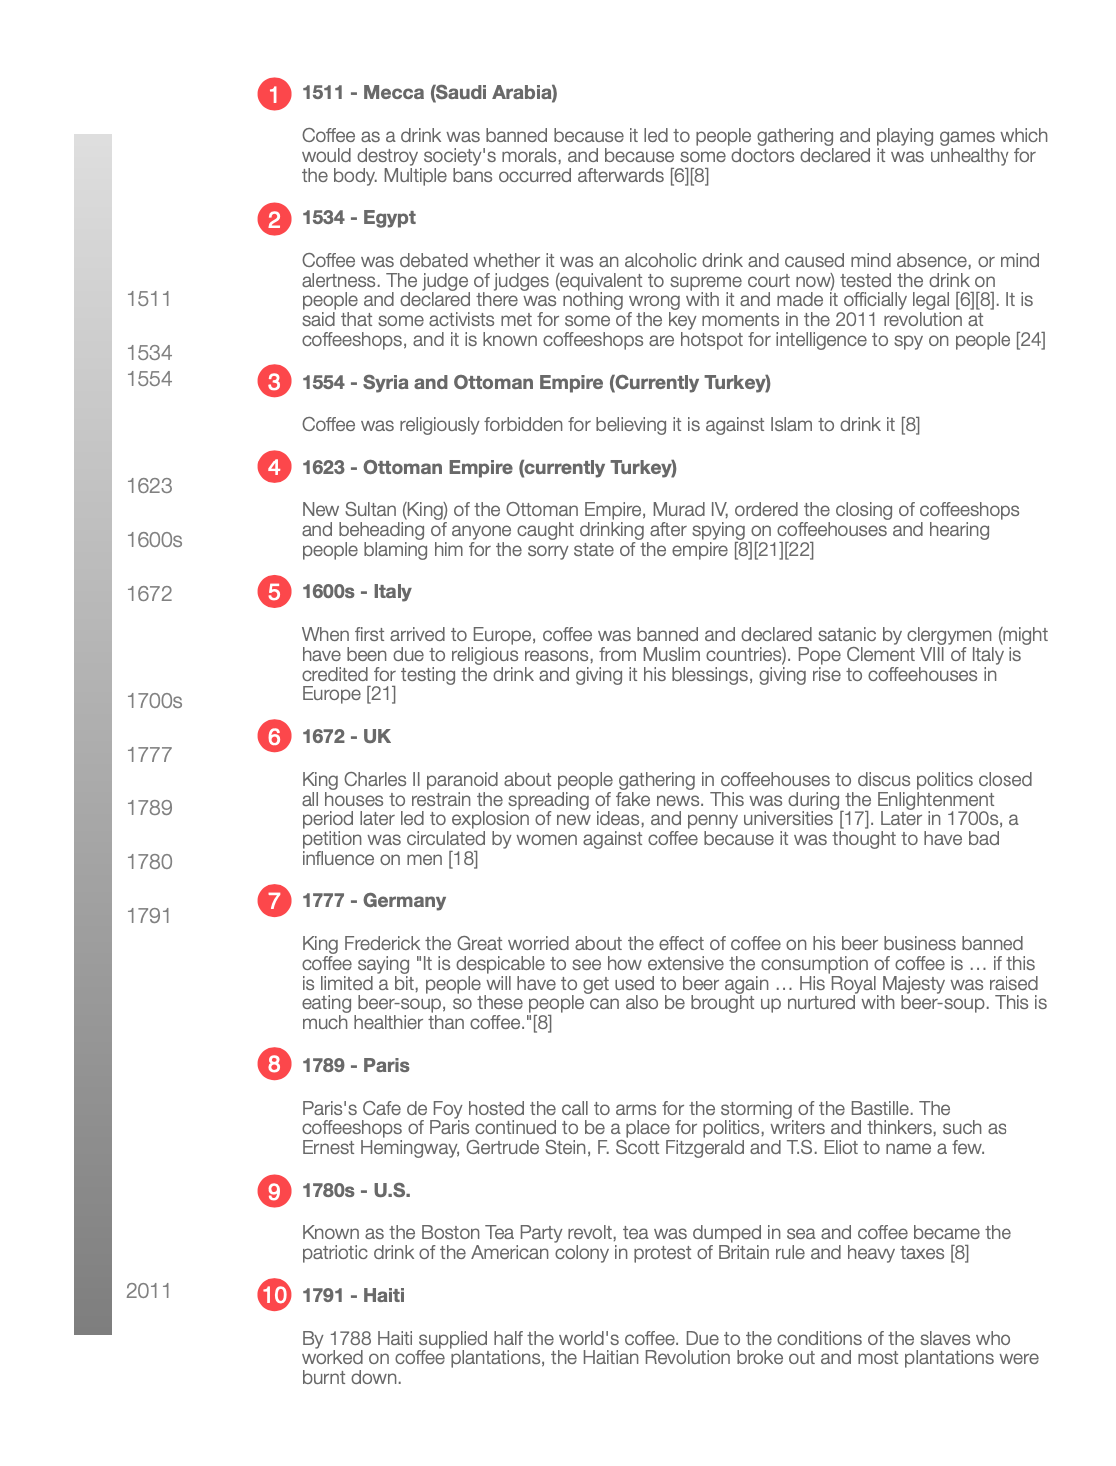 1511
1534
1554
1623
1600s
1672
1700s
1777
1789
1780
1791
2011
1 1511 - Mecca (Saudi Arabia)
Coffee as a drink was banned because it led to people gathering and playing games which
would destroy society's morals, and because some doctors declared it was unhealthy for
the body. Multiple bans occurred afterwards [6][8]
2 1534 - Egypt
Coffee was debated whether it was an alcoholic drink and caused mind absence, or mind
alertness. The judge of judges (equivalent to supreme court now) tested the drink on
people and declared there was nothing wrong with it and made it officially legal [6][8]. It is
said that some activists met for some of the key moments in the 2011 revolution at
coffeeshops, and it is known coffeeshops are hotspot for intelligence to spy on people [24]
3 1554 - Syria and Ottoman Empire (Currently Turkey)
Coffee was religiously forbidden for believing it is against Islam to drink it [8]
4 1623 - Ottoman Empire (currently Turkey)
New Sultan (King) of the Ottoman Empire, Murad IV, ordered the closing of coffeeshops
and beheading of anyone caught drinking after spying on coffeehouses and hearing
people blaming him for the sorry state of the empire [8][21][22]
5 1600s - Italy
When first arrived to Europe, coffee was banned and declared satanic by clergymen (might
have been due to religious reasons, from Muslim countries). Pope Clement VIII of Italy is
credited for testing the drink and giving it his blessings, giving rise to coffeehouses in
Europe [21]
6 1672 - UK
King Charles II paranoid about people gathering in coffeehouses to discus politics closed
all houses to restrain the spreading of fake news. This was during the Enlightenment
period later led to explosion of new ideas, and penny universities [17]. Later in 1700s, a
petition was circulated by women against coffee because it was thought to have bad
influence on men [18]
7 1777 - Germany
King Frederick the Great worried about the effect of coffee on his beer business banned
coffee saying "It is despicable to see how extensive the consumption of coffee is … if this
is limited a bit, people will have to get used to beer again … His Royal Majesty was raised
eating beer-soup, so these people can also be brought up nurtured with beer-soup. This is
much healthier than coffee."[8]
8 1789 - Paris
Paris's Cafe de Foy hosted the call to arms for the storming of the Bastille. The
coffeeshops of Paris continued to be a place for politics, writers and thinkers, such as
Ernest Hemingway, Gertrude Stein, F. Scott Fitzgerald and T.S. Eliot to name a few.
9 1780s - U.S.
Known as the Boston Tea Party revolt, tea was dumped in sea and coffee became the
patriotic drink of the American colony in protest of Britain rule and heavy taxes [8]
10 1791 - Haiti
By 1788 Haiti supplied half the world's coffee. Due to the conditions of the slaves who
worked on coffee plantations, the Haitian Revolution broke out and most plantations were
burnt down.